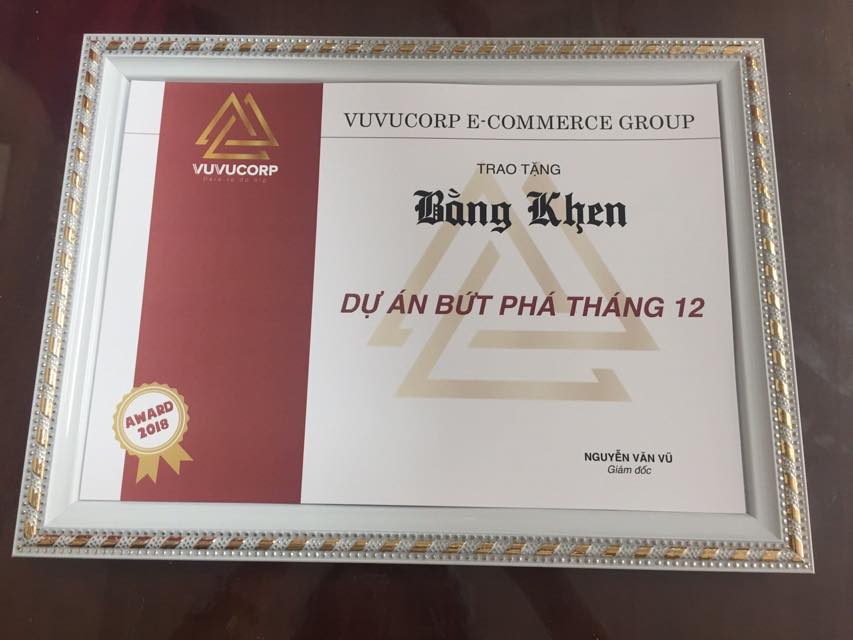 VUVUCORP
VUVUCORP E-COMMERCE GROUP
TRAO TẶNG
Bằng Khen
DỰ ÁN BỨT PHÁ THÁNG 12
AWARD
2018
NGUYỄN VĂN VŨ
Giám đốc